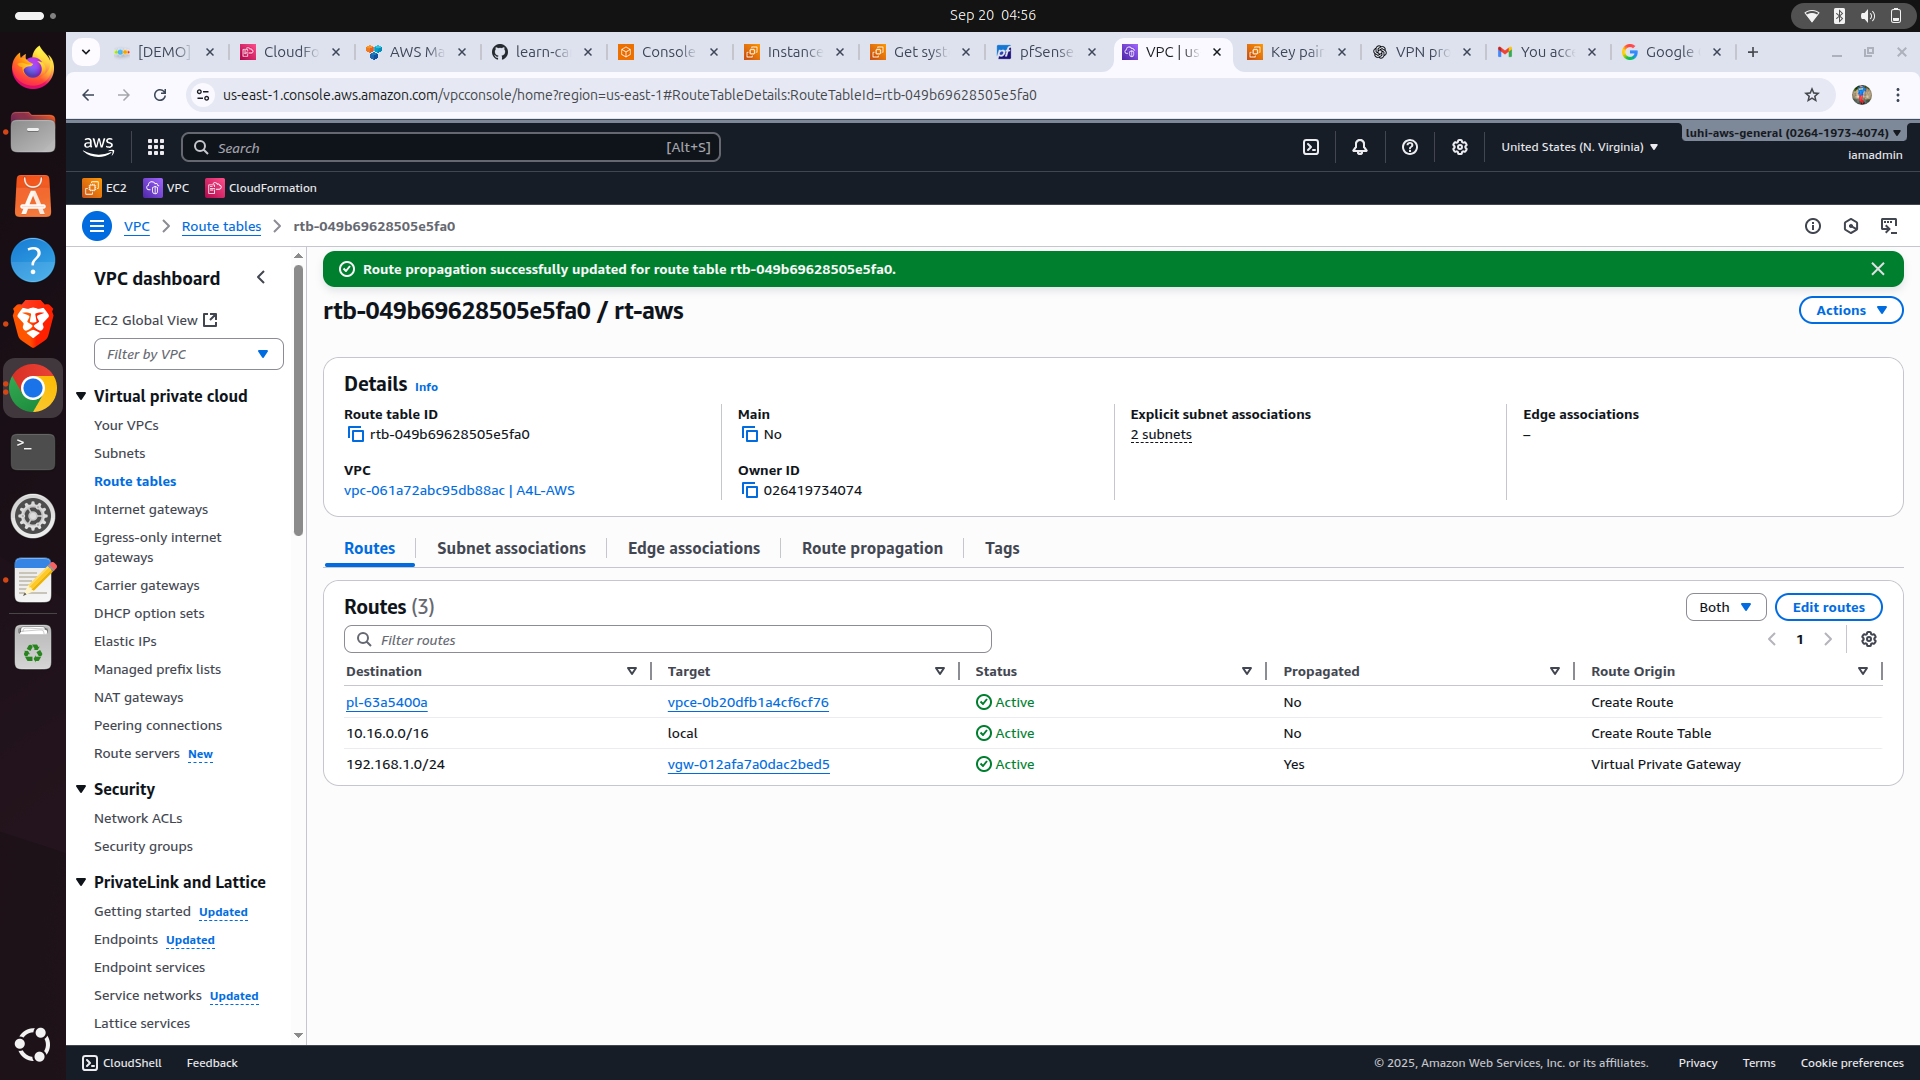 Sep 20 04:56
[DEMO]
CloudFo
AWS Ma
learn-ca
Console
Instance
Get syst
pfSense
VPC | us
Key pair
VPN pro
You acce
Google
us-east-1.console.aws.amazon.com/vpcconsole/home?region=us-east-1#RouteTableDetails:RouteTableId=rtb-049b69628505e5fa0
aws
Search
[Alt+S]
United States (N. Virginia)
luhi-aws-general (0264-1973-4074)
iamadmin
EC2
VPC
CloudFormation
VPC
Route tables
rtb-049b69628505e5fa0
VPC dashboard
EC2 Global View
Filter by VPC
Virtual private cloud
Your VPCs
Subnets
Route tables
Internet gateways
Egress-only internet
gateways
Carrier gateways
DHCP option sets
Elastic IPs
Managed prefix lists
NAT gateways
Peering connections
Route servers New
Security
Network ACLs
Security groups
PrivateLink and Lattice
Getting started Updated
Endpoints Updated
Endpoint services
Service networks Updated
Lattice services
Route propagation successfully updated for route table rtb-049b69628505e5fa0.
rtb-049b69628505e5fa0 / rt-aws
Actions
Details Info
Route table ID
rtb-049b69628505e5fa0
Main
No
Explicit subnet associations
2 subnets
Edge associations
–
VPC
vpc-061a72abc95db88ac | A4L-AWS
Owner ID
026419734074
Routes
Subnet associations
Edge associations
Route propagation
Tags
Routes (3)
Both
Edit routes
Filter routes
1
Destination Target Status Propagated Route Origin
pl-63a5400a vpce-0b20dfb1a4cf6cf76 Active No Create Route
10.16.0.0/16 local Active No Create Route Table
192.168.1.0/24 vgw-012afa7a0dac2bed5 Active Yes Virtual Private Gateway
CloudShell
Feedback
© 2025, Amazon Web Services, Inc. or its affiliates.
Privacy
Terms
Cookie preferences